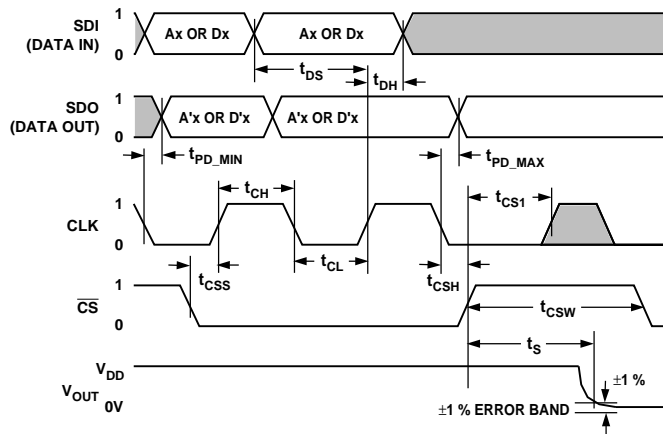 SDI
(DATA IN)
1
0
Ax OR Dx
Ax OR Dx
tDS
tDH
SDO
(DATA OUT)
1
0
A'x OR D'x
A'x OR D'x
tPD_MIN
tPD_MAX
tCH
tCS1
CLK
1
0
tCL
tCSS
tCSH
CS
1
0
tCSW
tS
VDD
VOUT
0V
±1 %
±1 % ERROR BAND